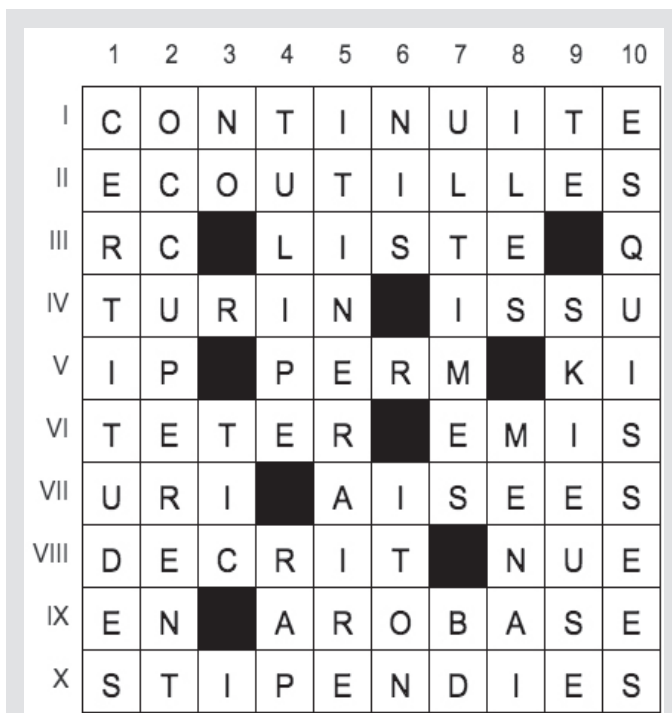 1 2 3 4 5 6 7 8 9 10
I C O N T I N U I T E
II E C O U T I L L E S
III R C L I S T E Q
IV T U R I N I S S U
V I P P E R M K I
VI T E T E R E M I S
VII U R I A I S E E S
VIII D E C R I T N U E
IX E N A R O B A S E
X S T I P E N D I E S